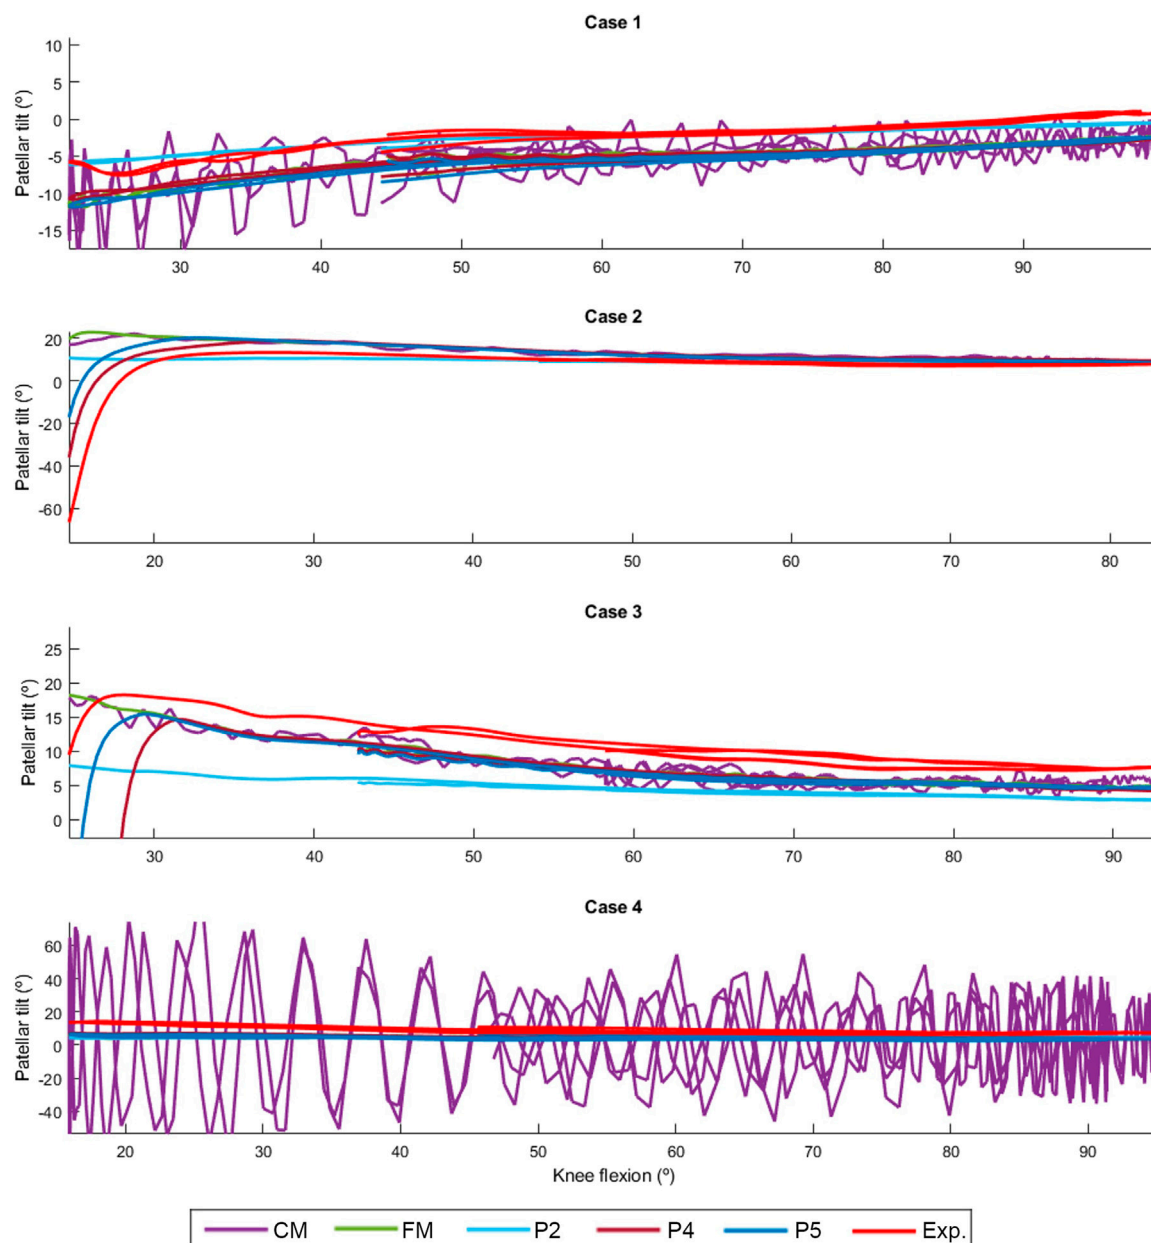 Case 1
10
5
0
-5
-10
-15
Patellar tilt (º)
30 40 50 60 70 80 90
Case 2
20
0
-20
-40
-60
Patellar tilt (º)
20 30 40 50 60 70 80
Case 3
25
20
15
10
5
0
Patellar tilt (º)
30 40 50 60 70 80 90
Case 4
60
40
20
0
-20
-40
Patellar tilt (º)
20 30 40 50 60 70 80 90
Knee flexion (º)
CM FM P2 P4 P5 Exp.